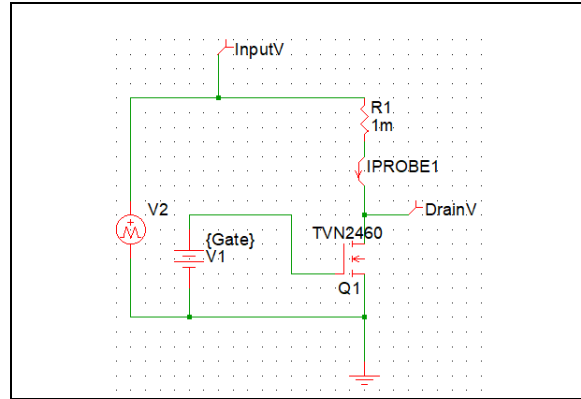 InputV
R1
1m
IPROBE1
V2
DrainV
{Gate}
TVN2460
V1
Q1